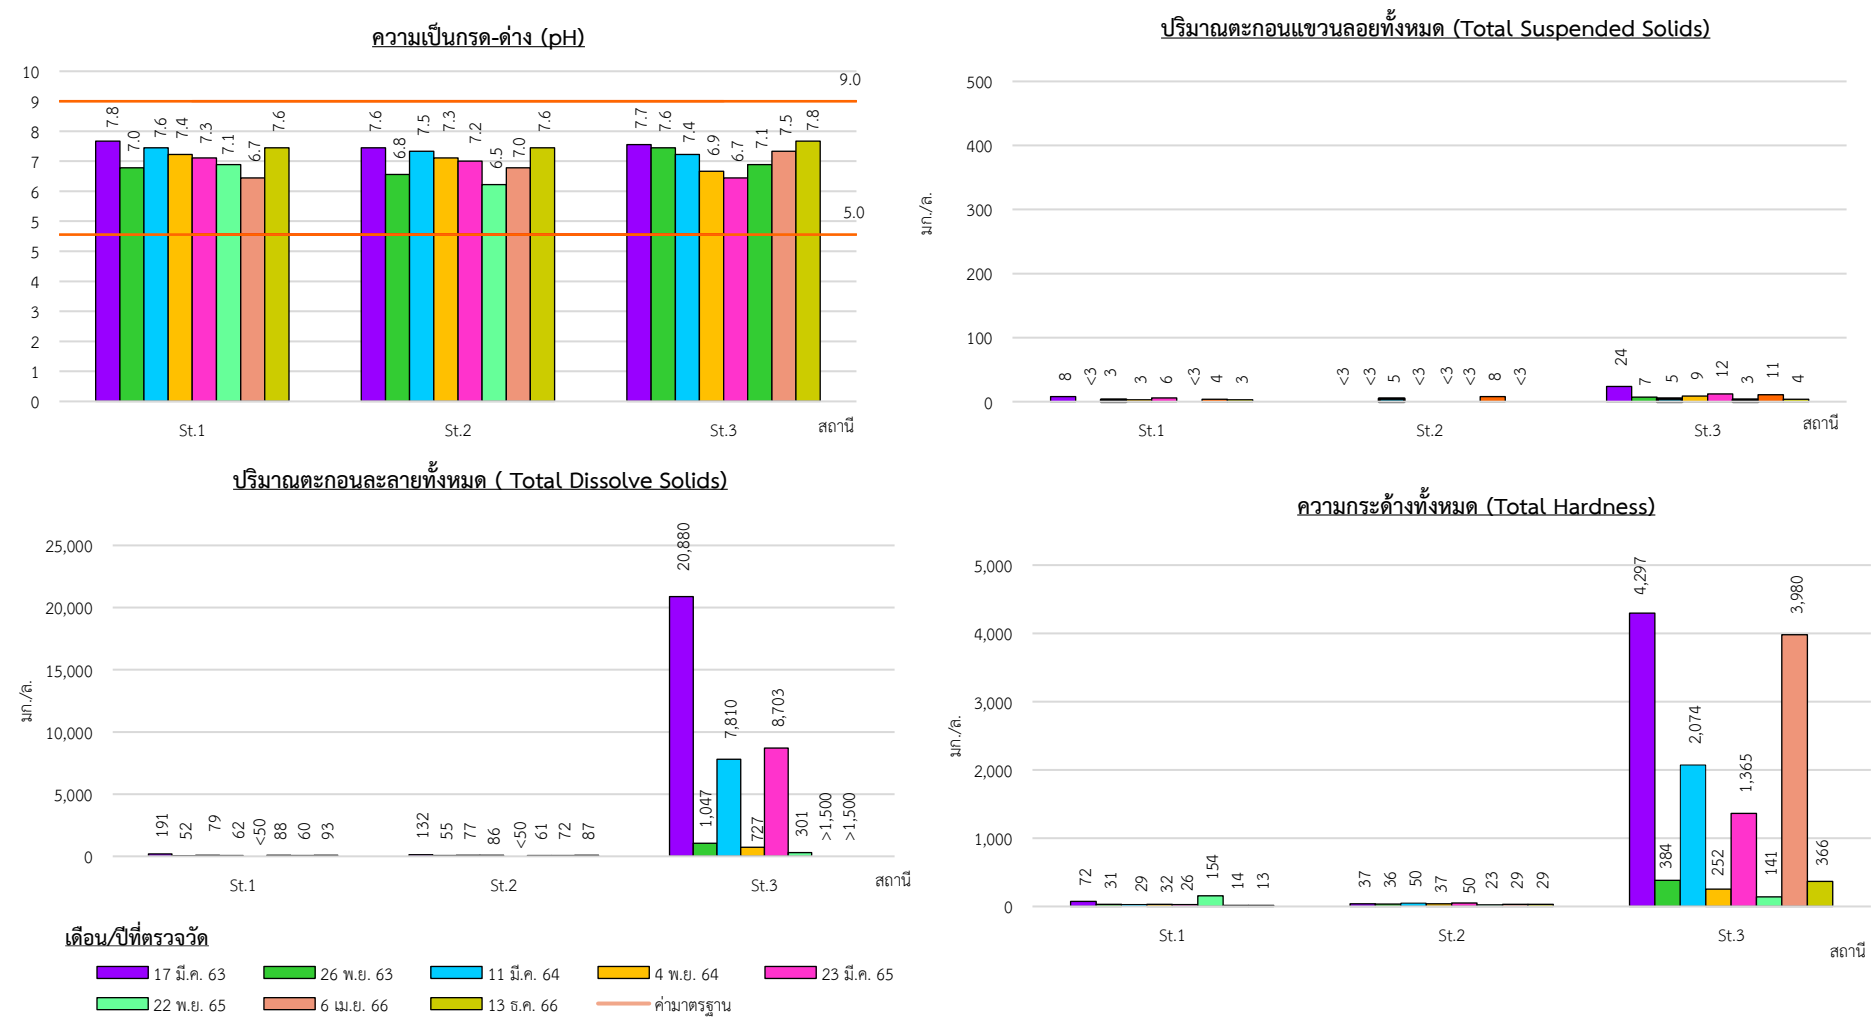 ความเป็นกรด-ด่าง (pH)
10
9
8
7
6
5
5
4
3
2
1
0
9.0
5.0
7.8 7.0 7.6 7.4 7.3 7.1 6.7 7.6
7.6 6.8 7.5 7.3 7.2 6.5 7.0 7.6
7.7 7.6 7.4 6.9 6.7 7.1 7.5 7.8
St.1 St.2 St.3 สถานี
ปริมาณตะกอนแขวนลอยทั้งหมด (Total Suspended Solids)
มก./ล.
500
400
300
200
100
0
8 <3 3 3 6 <3 4 3
<3 <3 5 <3 <3 <3 8 <3
24 7 5 9 12 3 11 4
St.1 St.2 St.3 สถานี
ปริมาณตะกอนละลายทั้งหมด ( Total Dissolve Solids)
มก./ล.
25,000
20,000
15,000
10,000
5,000
0
191 52 79 62 <50 88 60 93
132 55 77 86 <50 61 72 87
20,880 1,047 7,810 727 8,703 301 >1,500 >1,500
St.1 St.2 St.3 สถานี
ความกระด้างทั้งหมด (Total Hardness)
มก./ล.
5,000
4,000
3,000
2,000
1,000
0
72 31 29 32 26 154 14 13
37 36 50 37 50 23 29 29
4,297 384 2,074 252 1,365 141 3,980 366
St.1 St.2 St.3 สถานี
เดือน/ปีที่ตรวจวัด
17 มี.ค. 63 26 พ.ย. 63 11 มี.ค. 64 4 พ.ย. 64 23 มี.ค. 65
22 พ.ย. 65 6 เม.ย. 66 13 ธ.ค. 66 ค่ามาตรฐาน